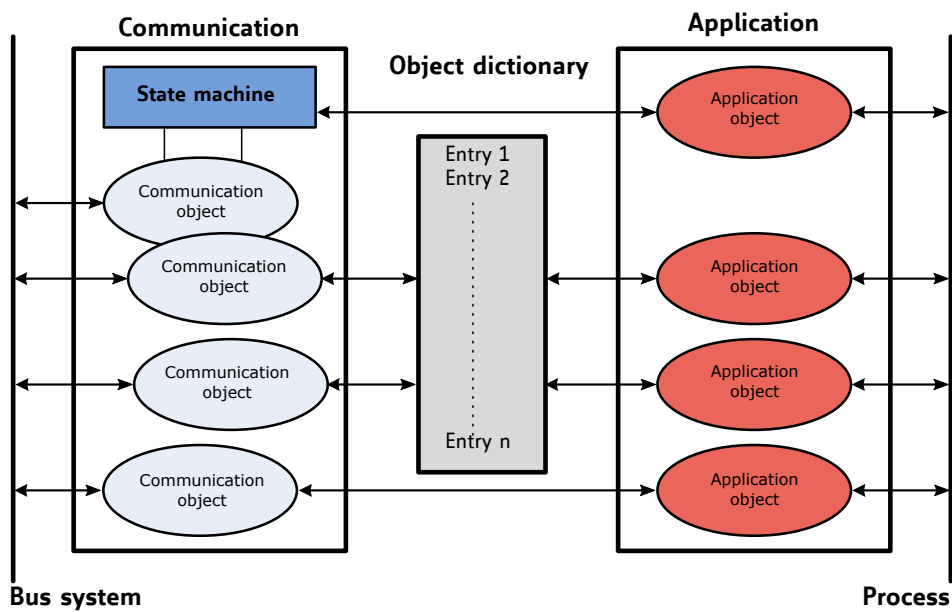 Communication
Application
Object dictionary
State machine
Application
object
Entry 1
Entry 2
Communication
object
Communication
object
Application
object
Communication
object
Application
object
Entry n
Communication
object
Application
object
Bus system
Process